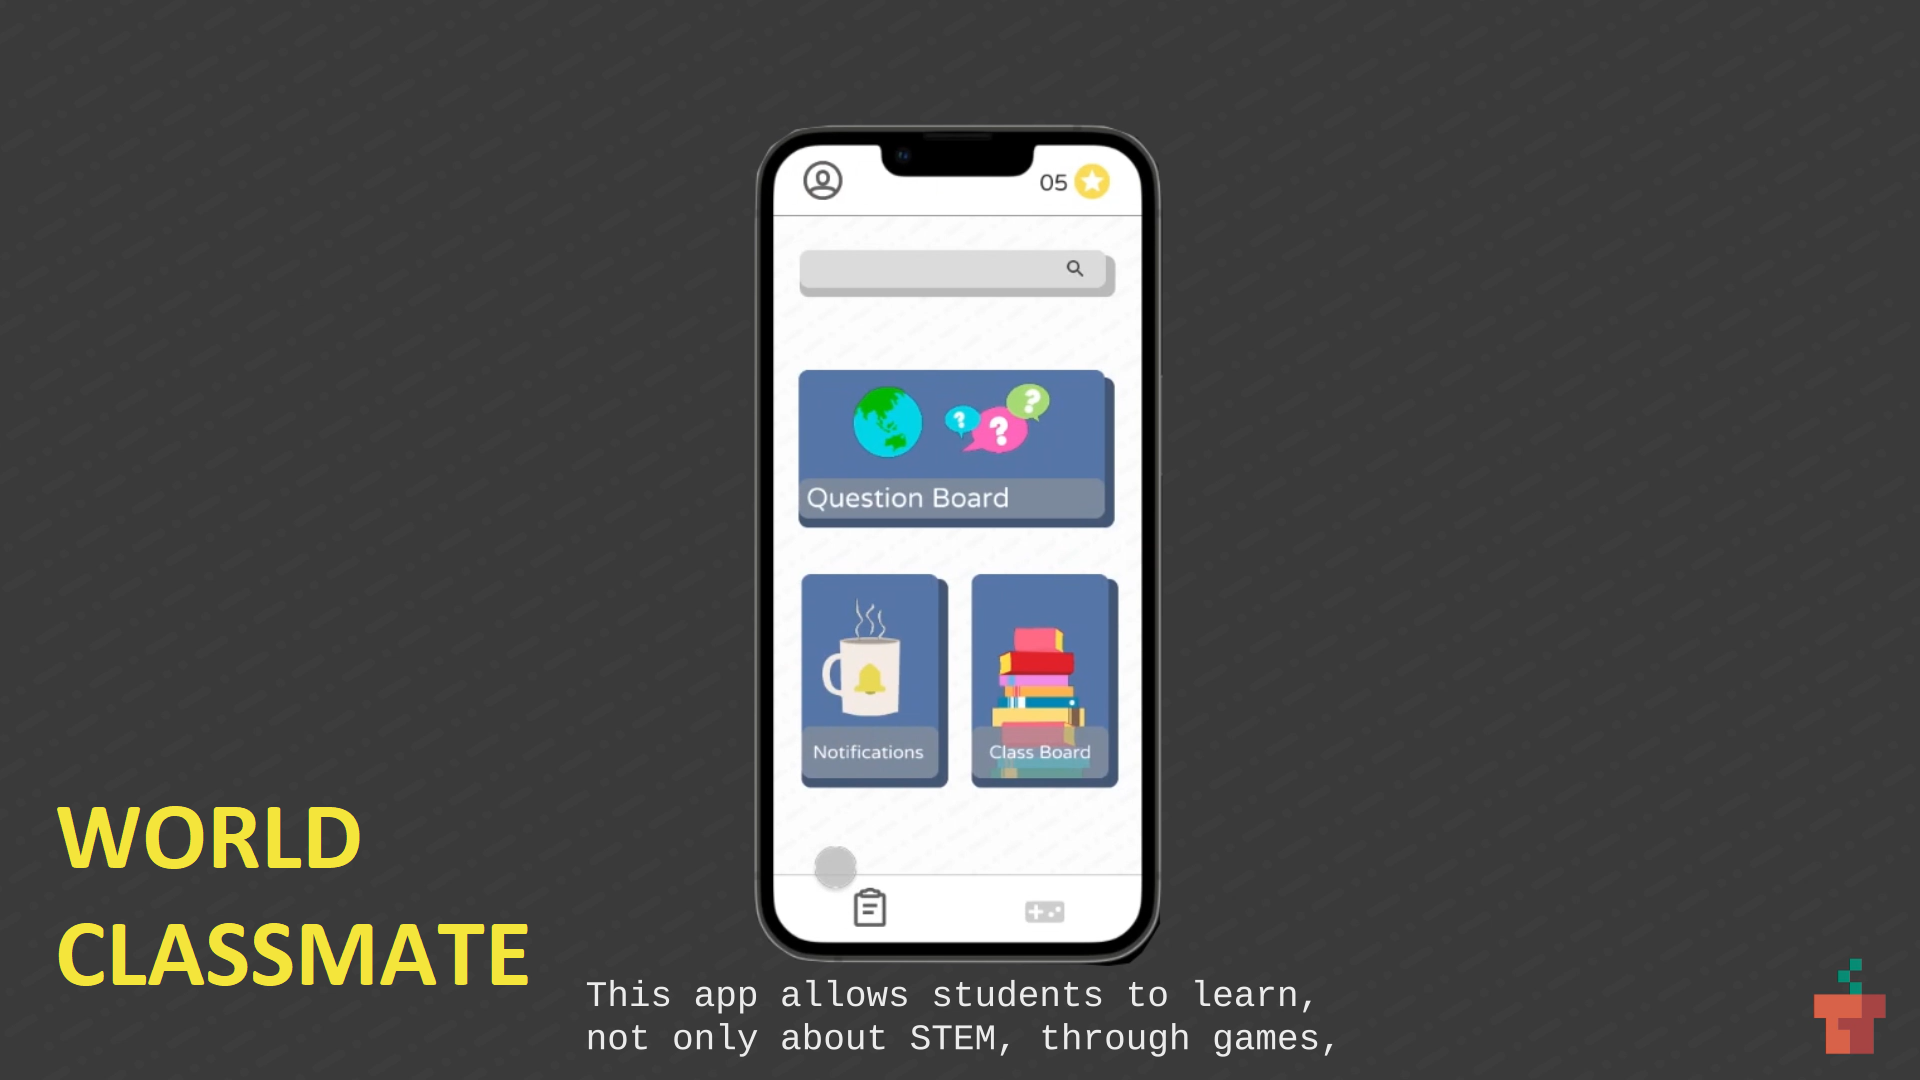 05
? ? ?
Question Board
Notifications
Class Board
WORLD
CLASSMATE
This app allows students to learn,
not only about STEM, through games,